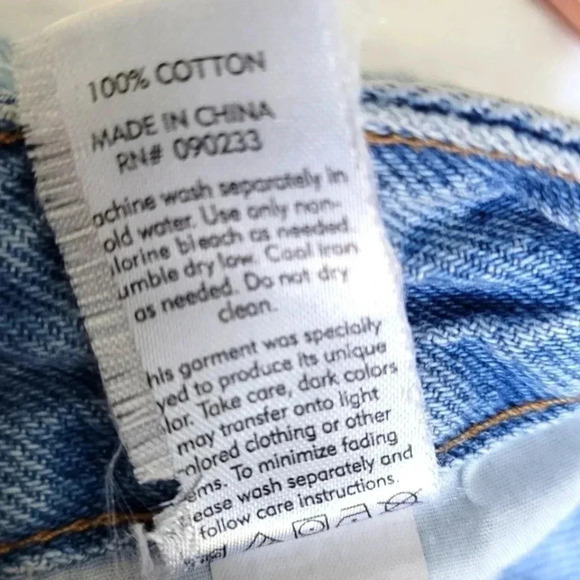 100% COTTON
MADE IN CHINA
RN# 090233
achine wash separately in
old water. Use only non-
lorine bleach as needed.
umble dry low. Cool iron
as needed. Do not dry
clean.
his garment was specially
yed to produce its unique
lor. Take care, dark colors
may transfer onto light
olored clothing or other
ems. To minimize fading
lease wash separately and
follow care instructions.